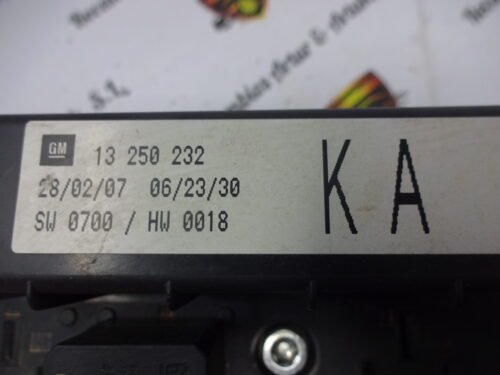 S.L.
GM 13 250 232
28/02/07 06/23/30
SW 0700 / HW 0018
KA